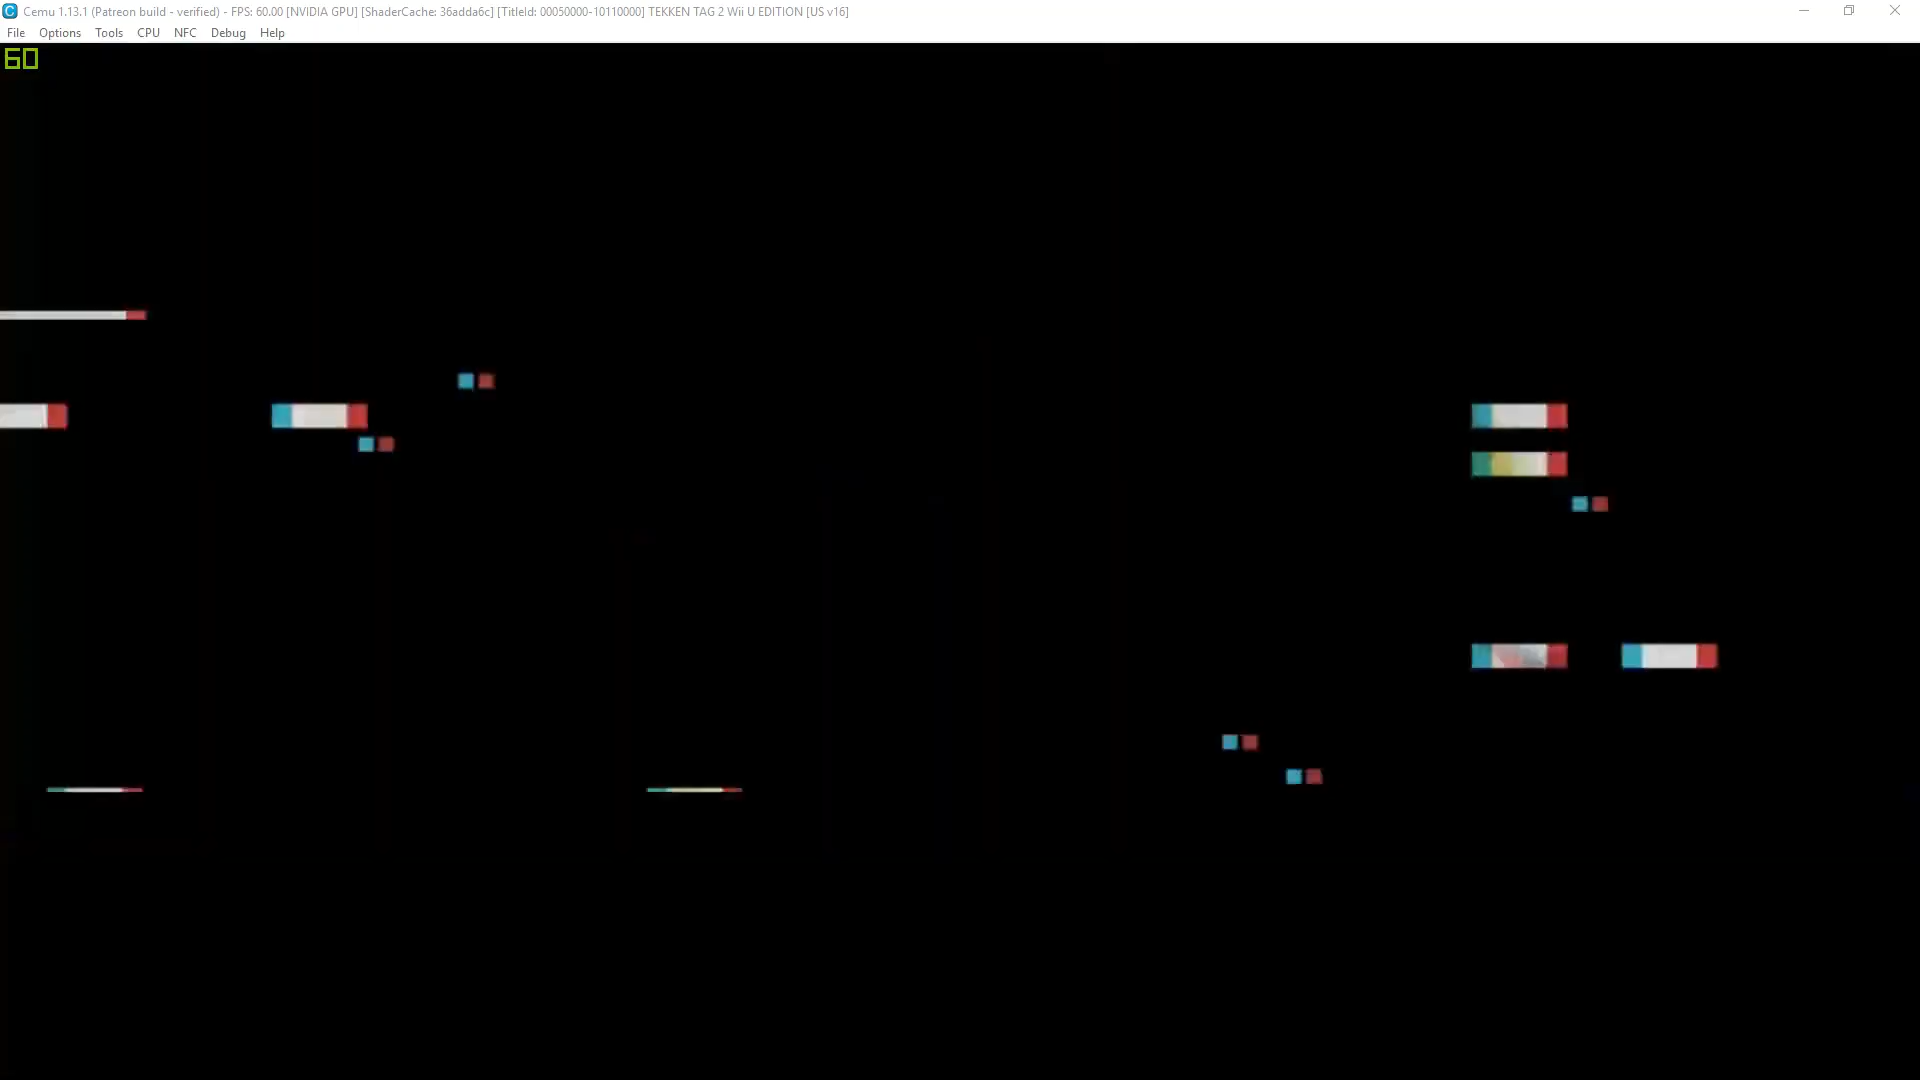 Cemu 1.13.1 (Patreon build - verified) - FPS: 60.00 [NVIDIA GPU] [ShaderCache: 36adda6c] [TitleId: 00050000-10110000] TEKKEN TAG 2 Wii U EDITION [US v16]
File Options Tools CPU NFC Debug Help
60